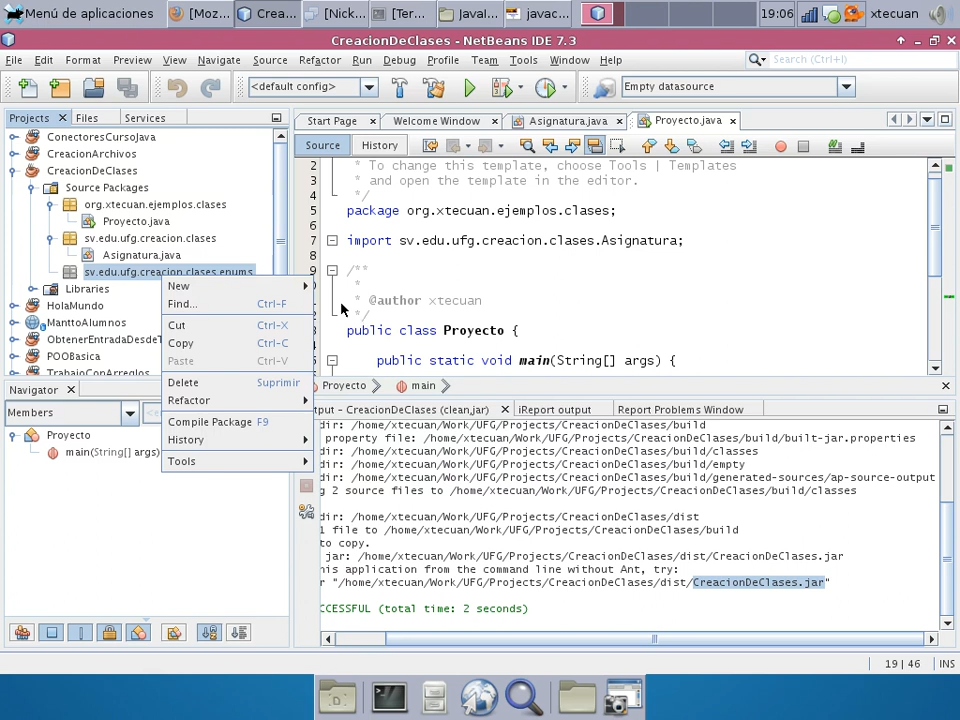 Menú de aplicaciones
[Moz...
Crea...
[Nick...
[Ter...
JavaI...
javac...
19:06
xtecuan
CreacionDeClases - NetBeans IDE 7.3
File Edit Format Preview View Navigate Source Refactor Run Debug Profile Team Tools Window Help
Search (Ctrl+I)
<default config>
Empty datasource
Projects Files Services
Start Page Welcome Window Asignatura.java Proyecto.java
Source History
ConectoresCursoJava
CreacionArchivos
CreacionDeClases
Source Packages
org.xtecuan.ejemplos.clases
Proyecto.java
sv.edu.ufg.creacion.clases
Asignatura.java
sv.edu.ufg.creacion.clases.enums
Libraries
HolaMundo
ManttoAlumnos
ObtenerEntradaDesdeT
POOBasica
TrabajoConArreglos
New
Find... Ctrl-F
Cut Ctrl-X
Copy Ctrl-C
Paste Ctrl-V
Delete Suprimir
Refactor
Compile Package F9
History
Tools
2 * To change this template, choose Tools | Templates
3 * and open the template in the editor.
4 */
5 package org.xtecuan.ejemplos.clases;
6
7 import sv.edu.ufg.creacion.clases.Asignatura;
8
9 /**
*
* @author xtecuan
*/
public class Proyecto {
public static void main(String[] args) {
Proyecto main
Navigator
Members
Proyecto
main(String[] args)
tput - CreacionDeClases (clean,jar) iReport output Report Problems Window
dir: /home/xtecuan/Work/UFG/Projects/CreacionDeClases/build
property file: /home/xtecuan/Work/UFG/Projects/CreacionDeClases/build/built-jar.properties
dir: /home/xtecuan/Work/UFG/Projects/CreacionDeClases/build/classes
dir: /home/xtecuan/Work/UFG/Projects/CreacionDeClases/build/empty
dir: /home/xtecuan/Work/UFG/Projects/CreacionDeClases/build/generated-sources/ap-source-output
g 2 source files to /home/xtecuan/Work/UFG/Projects/CreacionDeClases/build/classes
dir: /home/xtecuan/Work/UFG/Projects/CreacionDeClases/dist
1 file to /home/xtecuan/Work/UFG/Projects/CreacionDeClases/build
to copy.
jar: /home/xtecuan/Work/UFG/Projects/CreacionDeClases/dist/CreacionDeClases.jar
his application from the command line without Ant, try:
r "/home/xtecuan/Work/UFG/Projects/CreacionDeClases/dist/CreacionDeClases.jar"
CCESSFUL (total time: 2 seconds)
19 | 46 INS